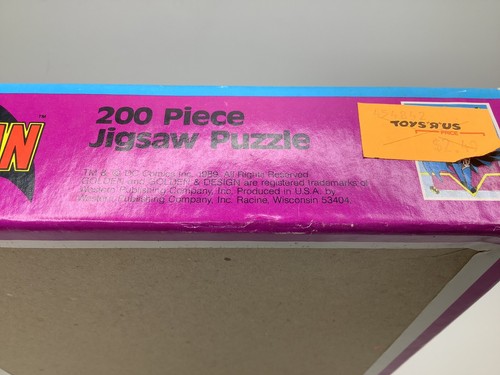 200 Piece
Jigsaw Puzzle
TM & © DC Comics Inc. 1989. All Rights Reserved
GOLDEN and GOLDEN & DESIGN are registered trademarks of
Western Publishing Company, Inc. Produced in U.S.A. by
Western Publishing Company, Inc. Racine, Wisconsin 53404.
TM
TOYS "R" US